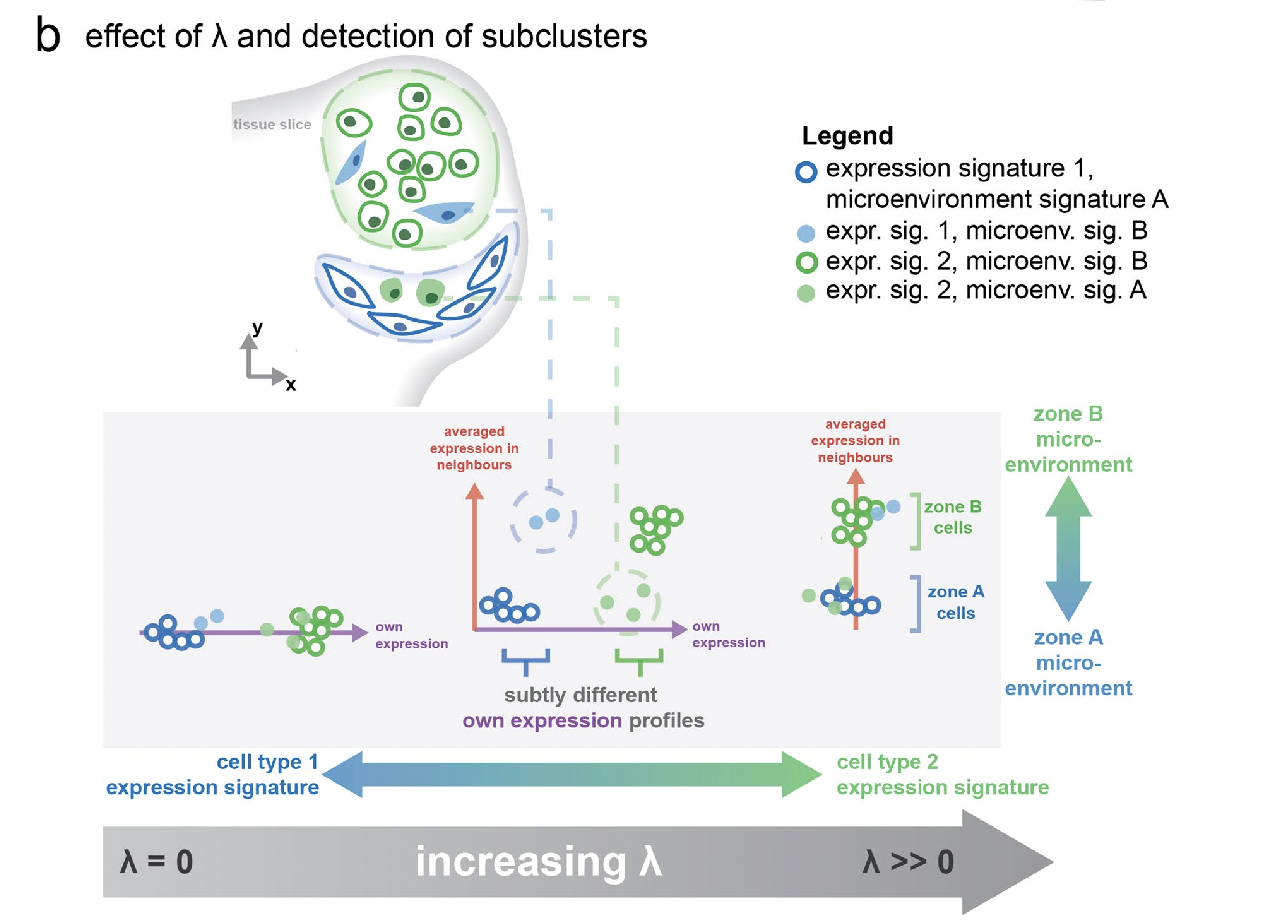 b effect of λ and detection of subclusters
tissue slice
y
x
Legend
expression signature 1,
microenvironment signature A
expr. sig. 1, microenv. sig. B
expr. sig. 2, microenv. sig. B
expr. sig. 2, microenv. sig. A
own
expression
averaged
expression in
neighbours
own
expression
subtly different
own expression profiles
averaged
expression in
neighbours
zone B
cells
zone A
cells
zone B
micro-
environment
zone A
micro-
environment
cell type 1
expression signature
cell type 2
expression signature
λ = 0
increasing λ
λ >> 0